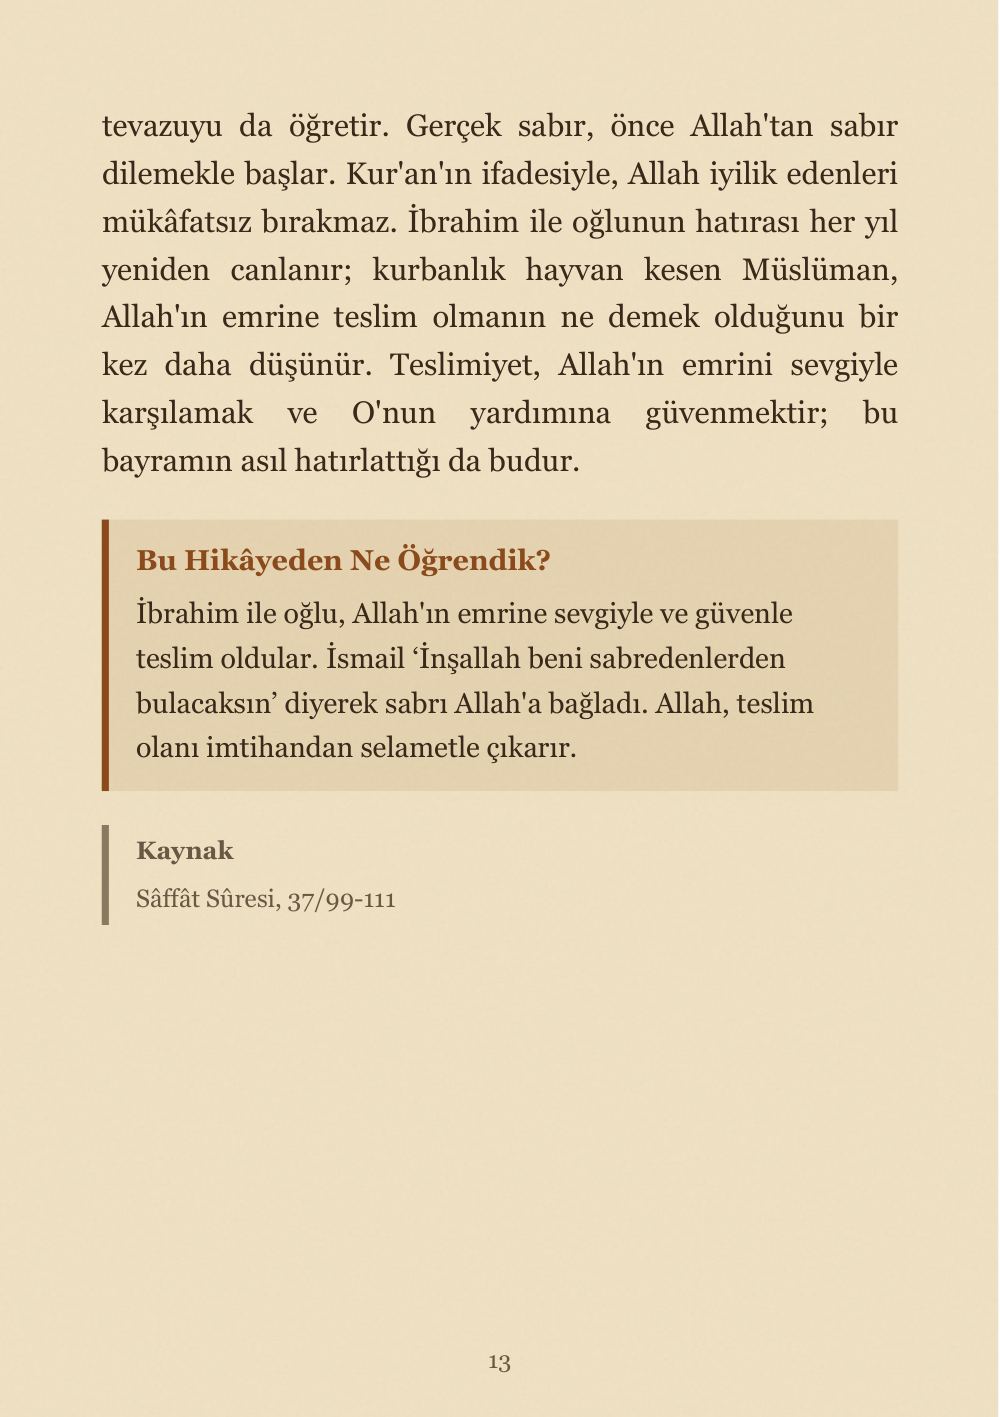 tevazuyu da öğretir. Gerçek sabır, önce Allah'tan sabır
dilemekle başlar. Kur'an'ın ifadesiyle, Allah iyilik edenleri
mükâfatsız bırakmaz. İbrahim ile oğlunun hatırası her yıl
yeniden canlanır; kurbanlık hayvan kesen Müslüman,
Allah'ın emrine teslim olmanın ne demek olduğunu bir
kez daha düşünür. Teslimiyet, Allah'ın emrini sevgiyle
karşılamak ve O'nun yardımına güvenmektir; bu
bayramın asıl hatırlattığı da budur.
Bu Hikâyeden Ne Öğrendik?
İbrahim ile oğlu, Allah'ın emrine sevgiyle ve güvenle
teslim oldular. İsmail ‘İnşallah beni sabredenlerden
bulacaksın’ diyerek sabrı Allah'a bağladı. Allah, teslim
olanı imtihandan selametle çıkarır.
Kaynak
Sâffât Sûresi, 37/99-111
13